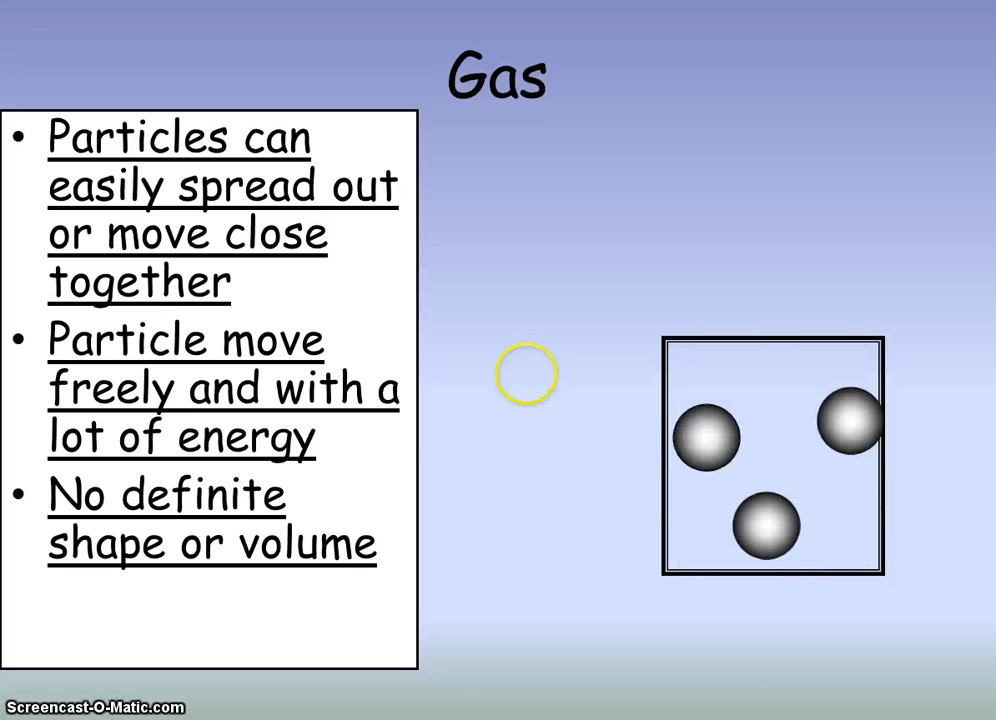 Gas
• Particles can
easily spread out
or move close
together
• Particle move
freely and with a
lot of energy
• No definite
shape or volume
Screencast-O-Matic.com